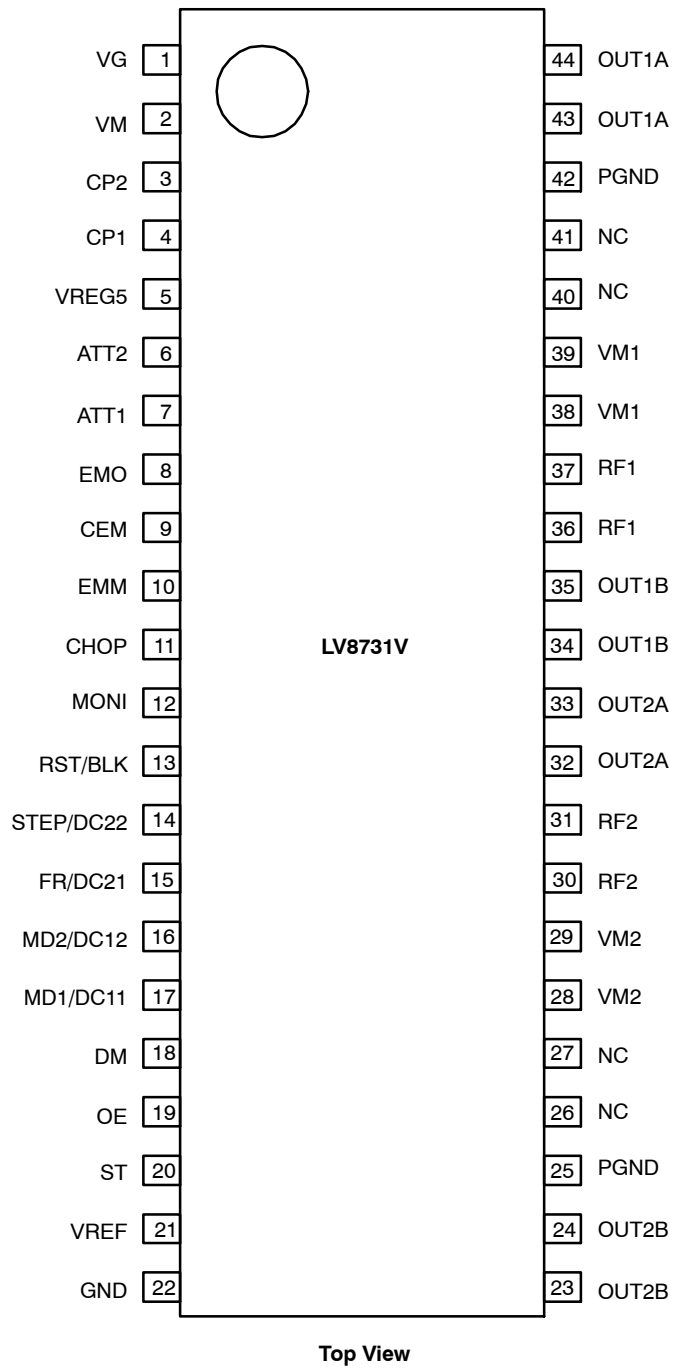 VG 1 44 OUT1A
VM 2 43 OUT1A
CP2 3 42 PGND
CP1 4 41 NC
VREG5 5 40 NC
ATT2 6 39 VM1
ATT1 7 38 VM1
EMO 8 37 RF1
CEM 9 36 RF1
EMM 10 35 OUT1B
CHOP 11 LV8731V 34 OUT1B
MONI 12 33 OUT2A
RST/BLK 13 32 OUT2A
STEP/DC22 14 31 RF2
FR/DC21 15 30 RF2
MD2/DC12 16 29 VM2
MD1/DC11 17 28 VM2
DM 18 27 NC
OE 19 26 NC
ST 20 25 PGND
VREF 21 24 OUT2B
GND 22 23 OUT2B
Top View